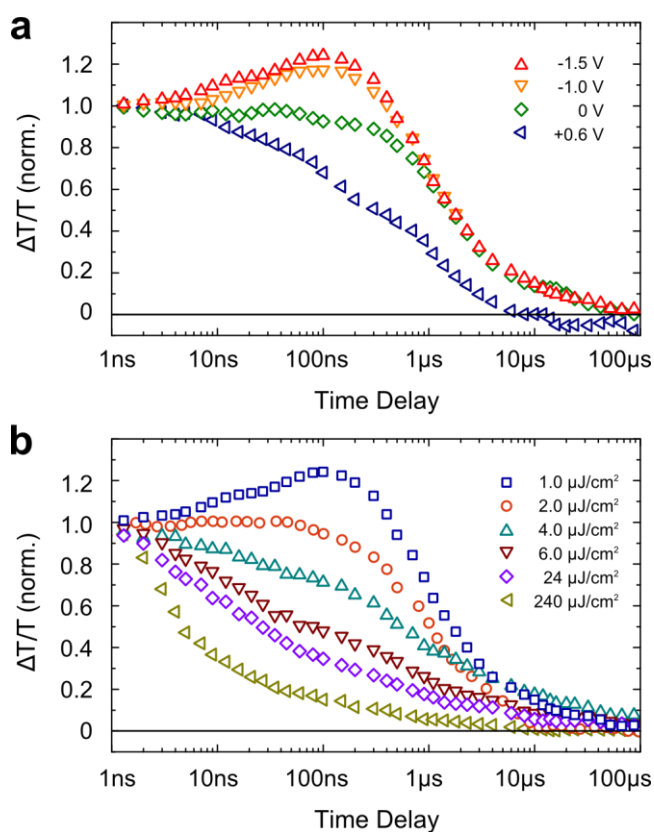 a
ΔT/T (norm.)
1.2
1.0
0.8
0.6
0.4
0.2
0
-1.5 V
-1.0 V
0 V
+0.6 V
1ns 10ns 100ns 1µs 10µs 100µs
Time Delay
b
ΔT/T (norm.)
1.2
1.0
0.8
0.6
0.4
0.2
0
1.0 µJ/cm²
2.0 µJ/cm²
4.0 µJ/cm²
6.0 µJ/cm²
24 µJ/cm²
240 µJ/cm²
1ns 10ns 100ns 1µs 10µs 100µs
Time Delay